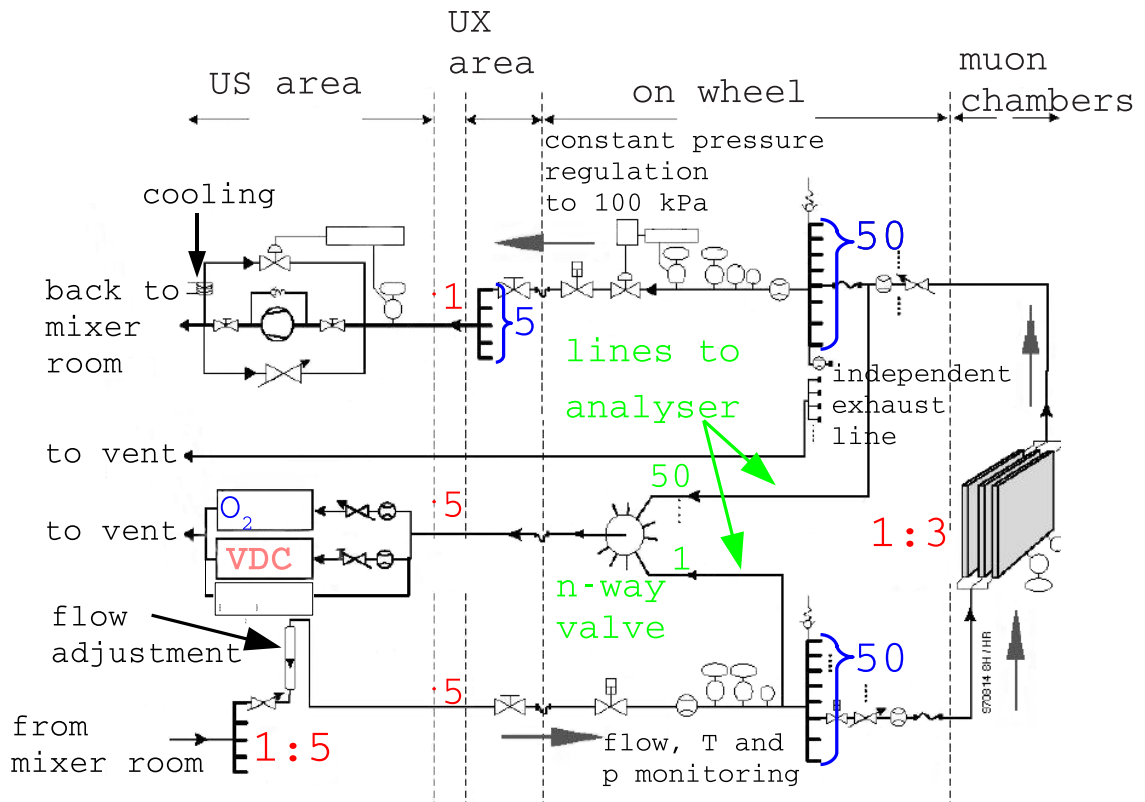 UX
area
US area
on wheel
muon
chambers
constant pressure
regulation
to 100 kPa
cooling
50
back to
mixer
room
:1
5
lines to
analyser
independent
exhaust
line
to vent
50
:5
1:3
O2
to vent
VDC
1
n-way
valve
flow
adjustment
50
:5
970814 SH / HR
from
mixer room
1:5
flow, T and
p monitoring